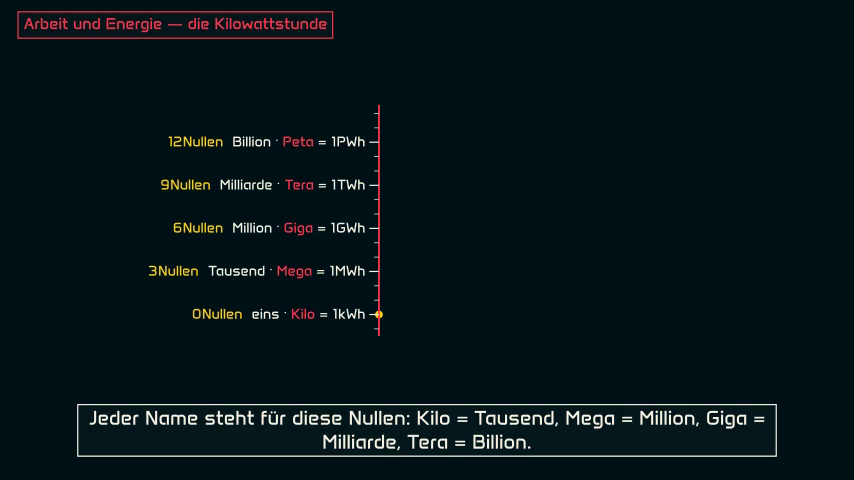 Arbeit und Energie — die Kilowattstunde
12Nullen Billion · Peta = 1PWh
9Nullen Milliarde · Tera = 1TWh
6Nullen Million · Giga = 1GWh
3Nullen Tausend · Mega = 1MWh
0Nullen eins · Kilo = 1kWh
Jeder Name steht für diese Nullen: Kilo = Tausend, Mega = Million, Giga =
Milliarde, Tera = Billion.